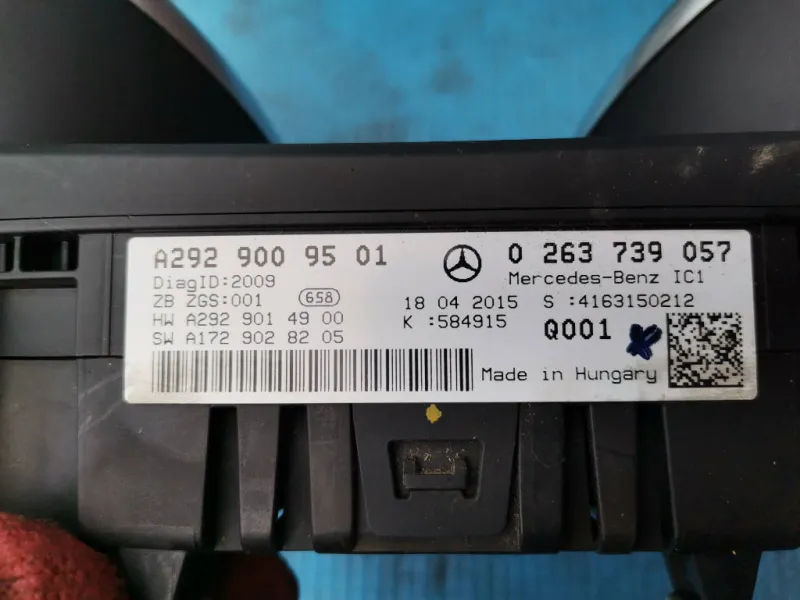 A292 900 95 01
0 263 739 057
DiagID:2009
Mercedes-Benz IC1
ZB ZGS:001
658
18 04 2015
S :4163150212
HW A292 901 49 00
K :584915
Q001
SW A172 902 82 05
Made in Hungary